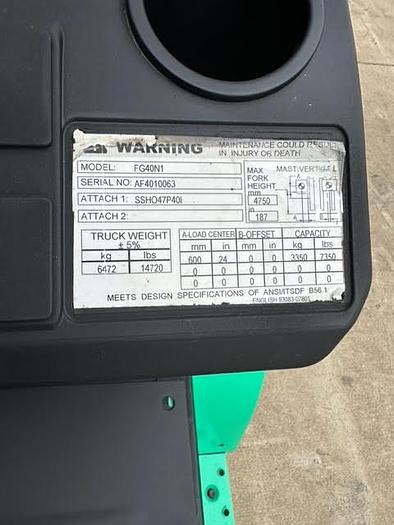 WARNING MAINTENANCE COULD RESULT
IN INJURY OR DEATH
MODEL: FG40N1
SERIAL NO: AF4010063
ATTACH 1: SSHO47P40I
ATTACH 2:
MAX FORK HEIGHT
mm
4750
in
187
MAST VERTICAL
TRUCK WEIGHT
± 5%
kg lbs
6472 14720
A-LOAD CENTER B-OFFSET CAPACITY
mm in mm in kg lbs
600 24 0 0 3350 7350
0 0 0 0 0 0
0 0 0 0 0 0
MEETS DESIGN SPECIFICATIONS OF ANSI/ITSDF B56.1
ENGLISH 93083-07801